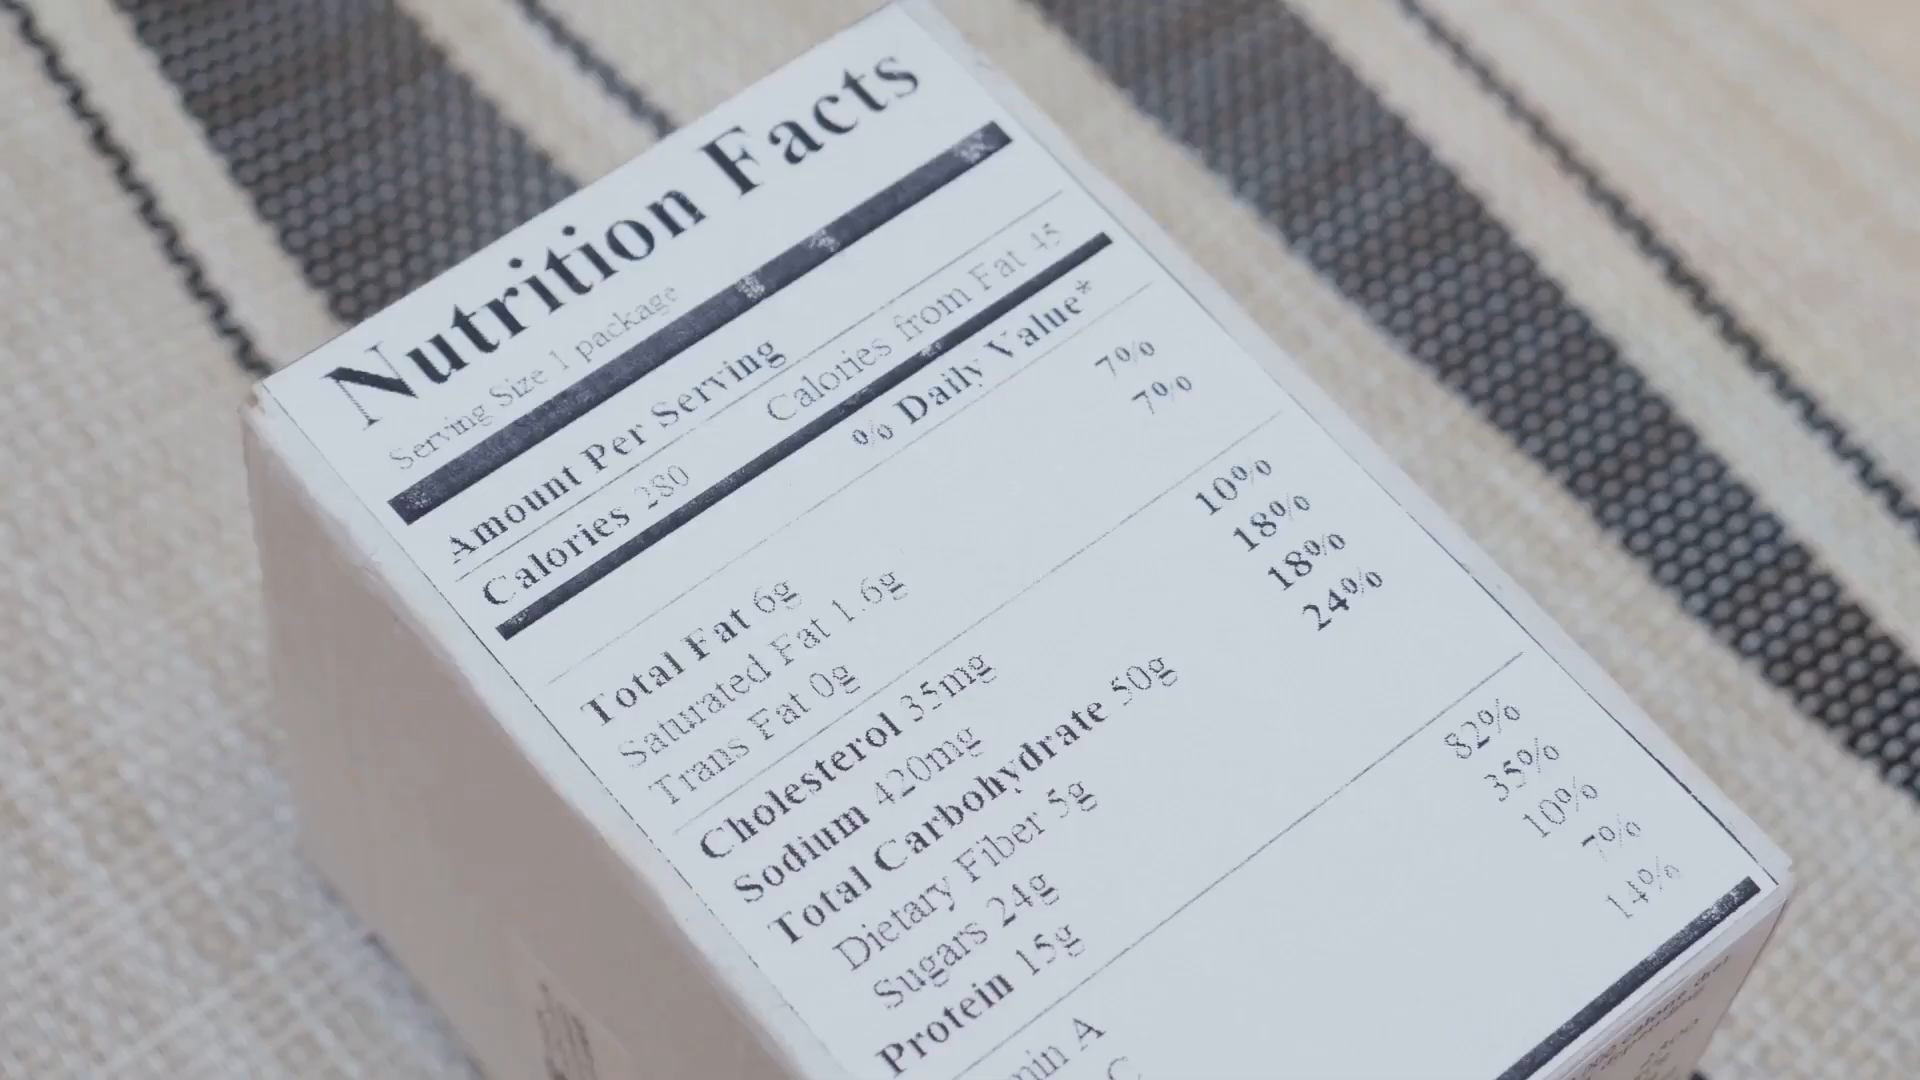 Nutrition Facts
Serving Size 1 package
Amount Per Serving
Calories 280 Calories from Fat 45
% Daily Value*
Total Fat 6g 7%
Saturated Fat 1.6g 7%
Trans Fat 0g
Cholesterol 35mg 10%
Sodium 420mg 18%
Total Carbohydrate 50g 18%
Dietary Fiber 5g 24%
Sugars 24g
Protein 15g
82%
A 35%
C 10%
7%
14%